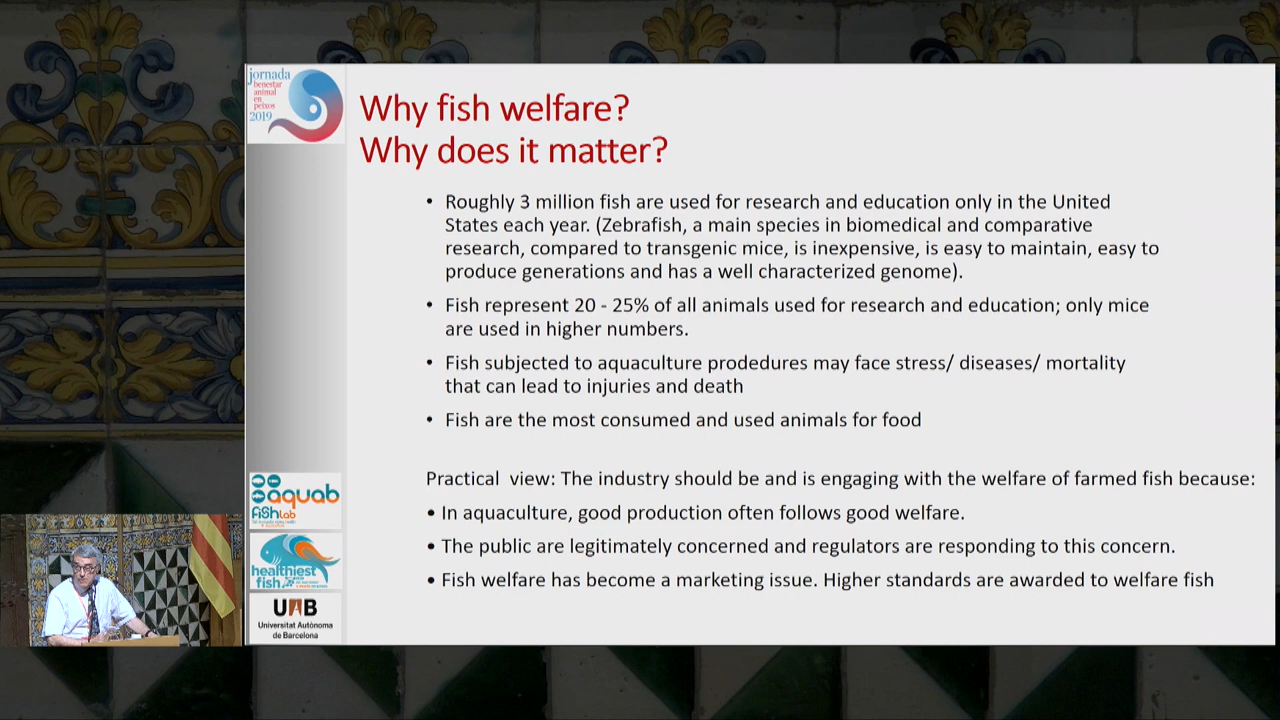 jornada
benestar
animal
en
peixos
2019
Why fish welfare?
Why does it matter?
• Roughly 3 million fish are used for research and education only in the United
States each year. (Zebrafish, a main species in biomedical and comparative
research, compared to transgenic mice, is inexpensive, is easy to maintain, easy to
produce generations and has a well characterized genome).
• Fish represent 20 - 25% of all animals used for research and education; only mice
are used in higher numbers.
• Fish subjected to aquaculture prodedures may face stress/ diseases/ mortality
that can lead to injuries and death
• Fish are the most consumed and used animals for food
Practical view: The industry should be and is engaging with the welfare of farmed fish because:
• In aquaculture, good production often follows good welfare.
• The public are legitimately concerned and regulators are responding to this concern.
• Fish welfare has become a marketing issue. Higher standards are awarded to welfare fish
aquab
fishlab
healthiest
fish
UAB
Universitat Autònoma
de Barcelona